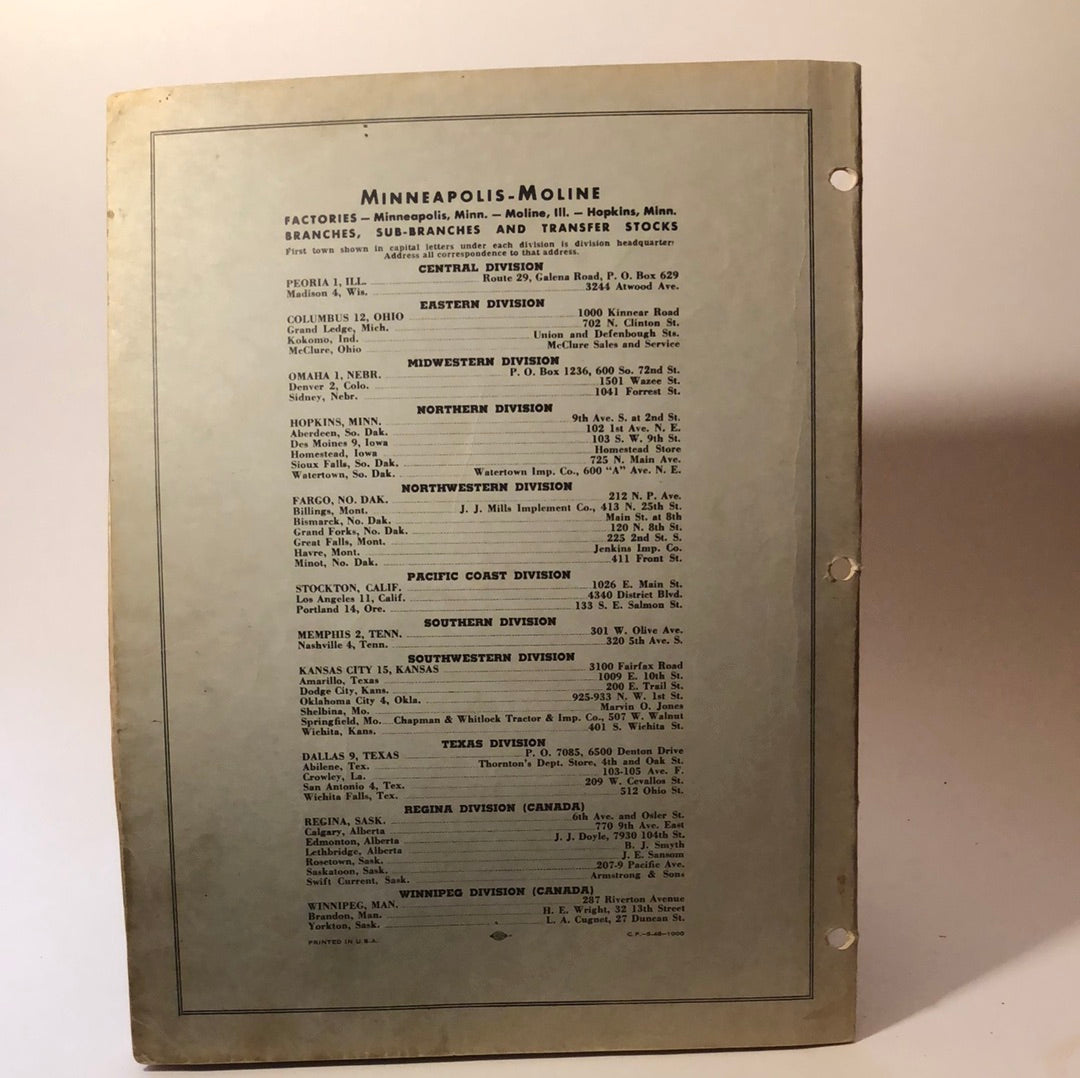 MINNEAPOLIS-MOLINE
FACTORIES — Minneapolis, Minn. — Moline, Ill. — Hopkins, Minn.
BRANCHES, SUB-BRANCHES AND TRANSFER STOCKS
First town shown in capital letters under each division is division headquarter
Address all correspondence to that address.
CENTRAL DIVISION
PEORIA 1, ILL. Route 29, Galena Road, P. O. Box 629
Madison 4, Wis. 3244 Atwood Ave.
EASTERN DIVISION
COLUMBUS 12, OHIO 1000 Kinnear Road
Grand Ledge, Mich. 702 N. Clinton St.
Kokomo, Ind. Union and Defenbough Sts.
McClure, Ohio McClure Sales and Service
MIDWESTERN DIVISION
OMAHA 1, NEBR. P. O. Box 1236, 600 So. 72nd St.
Denver 2, Colo. 1501 Wazee St.
Sidney, Nebr. 1041 Forrest St.
NORTHERN DIVISION
HOPKINS, MINN. 9th Ave. S. at 2nd St.
Aberdeen, So. Dak. 102 1st Ave. N. E.
Des Moines 9, Iowa 103 S. W. 9th St.
Homestead, Iowa Homestead Store
Sioux Falls, So. Dak. 725 N. Main Ave.
Watertown, So. Dak. Watertown Imp. Co., 600 "A" Ave. N. E.
NORTHWESTERN DIVISION
FARGO, NO. DAK. 212 N. P. Ave.
Billings, Mont. J. J. Mills Implement Co., 413 N. 25th St.
Bismarck, No. Dak. Main St. at 8th
Grand Forks, No. Dak. 120 N. 8th St.
Great Falls, Mont. 225 2nd St. S.
Havre, Mont. Jenkins Imp. Co.
Minot, No. Dak. 411 Front St.
PACIFIC COAST DIVISION
STOCKTON, CALIF. 1026 E. Main St.
Los Angeles 11, Calif. 4340 District Blvd.
Portland 14, Ore. 133 S. E. Salmon St.
SOUTHERN DIVISION
MEMPHIS 2, TENN. 301 W. Olive Ave.
Nashville 4, Tenn. 320 5th Ave. S.
SOUTHWESTERN DIVISION
KANSAS CITY 15, KANSAS 3100 Fairfax Road
Amarillo, Texas 1009 E. 10th St.
Dodge City, Kans. 200 E. Trail St.
Oklahoma City 4, Okla. 925-933 N. W. 1st St.
Shelbina, Mo. Marvin O. Jones
Springfield, Mo. Chapman & Whitlock Tractor & Imp. Co., 507 W. Walnut
Wichita, Kans. 401 S. Wichita St.
TEXAS DIVISION
DALLAS 9, TEXAS P. O. 7085, 6500 Denton Drive
Abilene, Tex. Thornton's Dept. Store, 4th and Oak St.
Crowley, La. 103-105 Ave. F.
San Antonio 4, Tex. 209 W. Cevallos St.
Wichita Falls, Tex. 512 Ohio St.
REGINA DIVISION (CANADA)
REGINA, SASK. 6th Ave. and Osler St.
Calgary, Alberta 770 9th Ave. East
Edmonton, Alberta J. J. Doyle, 7930 104th St.
Lethbridge, Alberta B. J. Smyth
Rosetown, Sask. J. E. Sansom
Saskatoon, Sask. 207-9 Pacific Ave.
Swift Current, Sask. Armstrong & Sons
WINNIPEG DIVISION (CANADA)
WINNIPEG, MAN. 287 Riverton Avenue
Brandon, Man. H. E. Wright, 32 13th Street
Yorkton, Sask. L. A. Cugnet, 27 Duncan St.
PRINTED IN U.S.A.